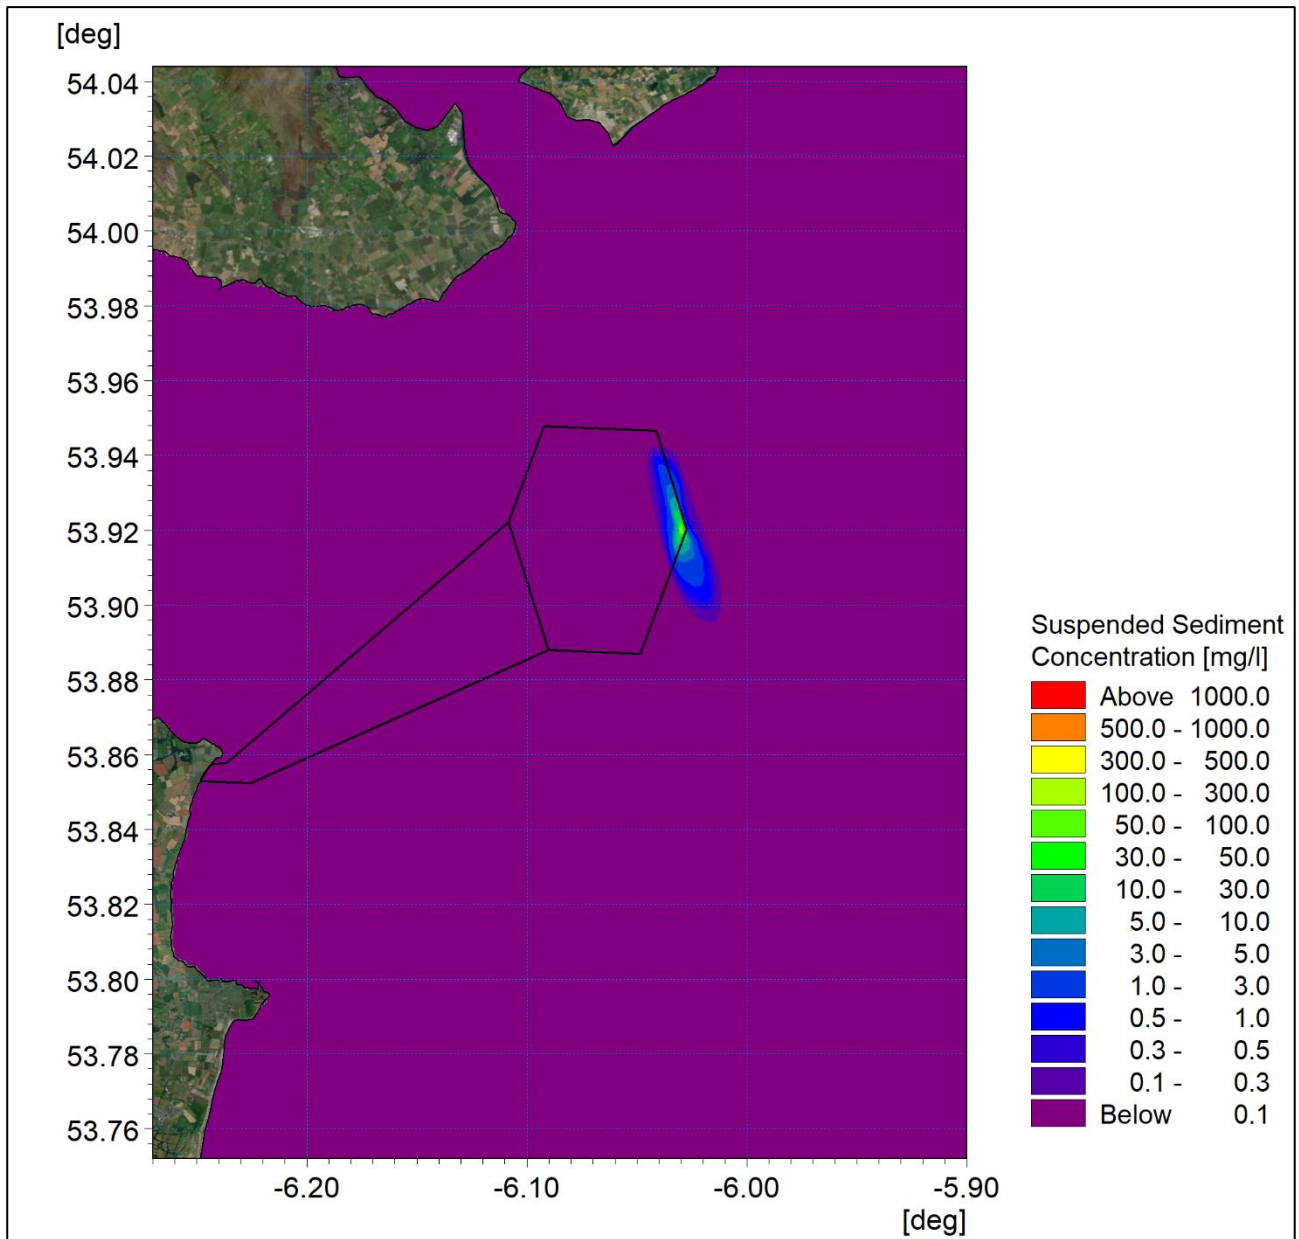 [deg]
54.04
54.02
54.00
53.98
53.96
53.94
53.92
53.90
53.88
53.86
53.84
53.82
53.80
53.78
53.76
-6.20 -6.10 -6.00 -5.90
[deg]
Suspended Sediment
Concentration [mg/l]
Above 1000.0
500.0 - 1000.0
300.0 - 500.0
100.0 - 300.0
50.0 - 100.0
30.0 - 50.0
10.0 - 30.0
5.0 - 10.0
3.0 - 5.0
1.0 - 3.0
0.5 - 1.0
0.3 - 0.5
0.1 - 0.3
Below 0.1